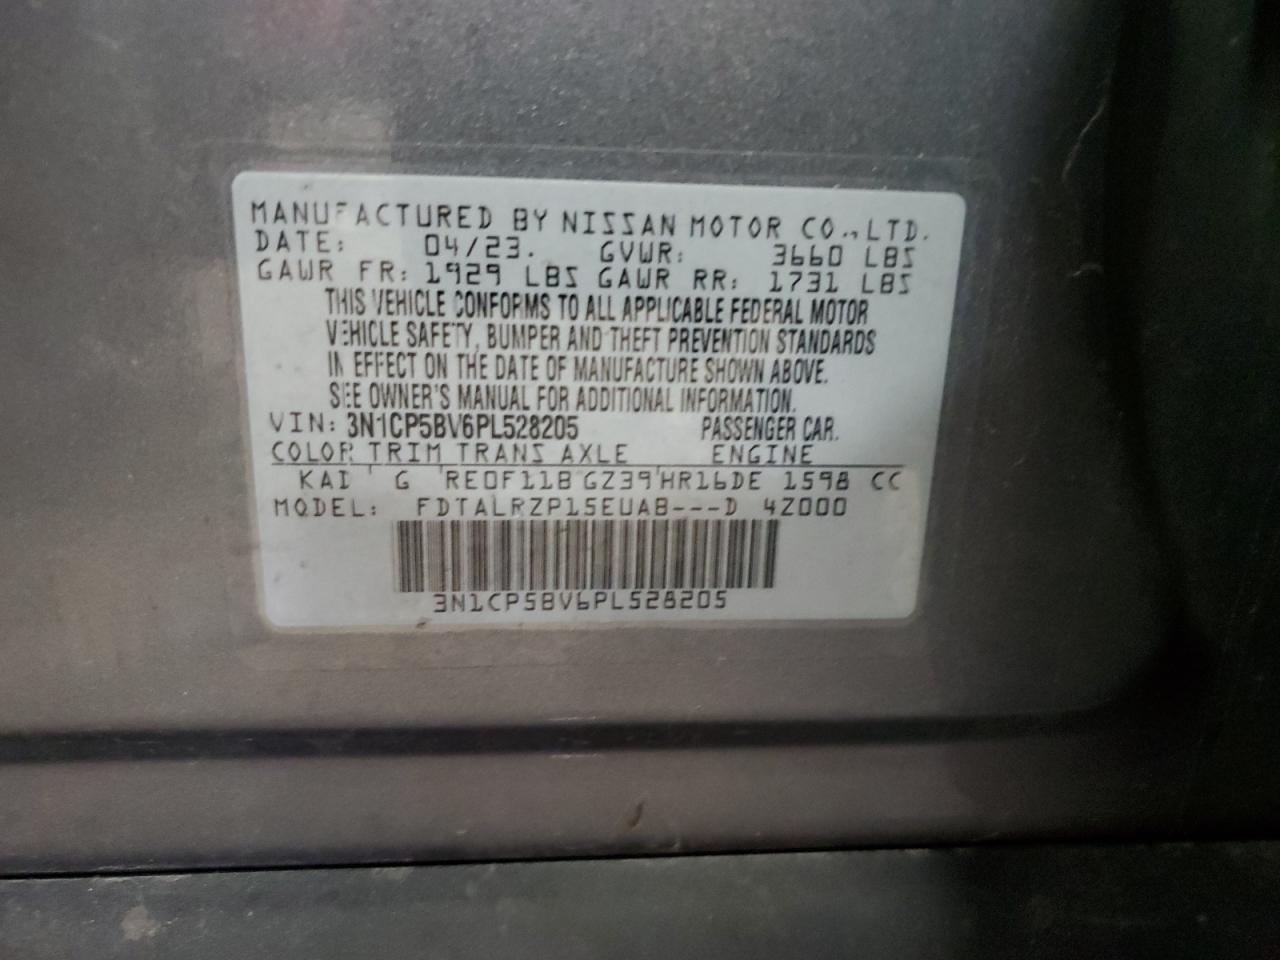 MANUFACTURED BY NISSAN MOTOR CO., LTD.
DATE: 04/23. GVWR: 3660 LBS
GAWR FR: 1929 LBS GAWR RR: 1731 LBS
THIS VEHICLE CONFORMS TO ALL APPLICABLE FEDERAL MOTOR
VEHICLE SAFETY, BUMPER AND THEFT PREVENTION STANDARDS
IN EFFECT ON THE DATE OF MANUFACTURE SHOWN ABOVE.
SEE OWNER'S MANUAL FOR ADDITIONAL INFORMATION.
VIN: 3N1CP5BV6PL528205 PASSENGER CAR.
COLOR TRIM TRANS AXLE ENGINE
KAD G RE0F11B GZ39 HR16DE 1598 CC
MODEL: FDTALRZP15EUAB---D 4Z000
3N1CP5BV6PL528205